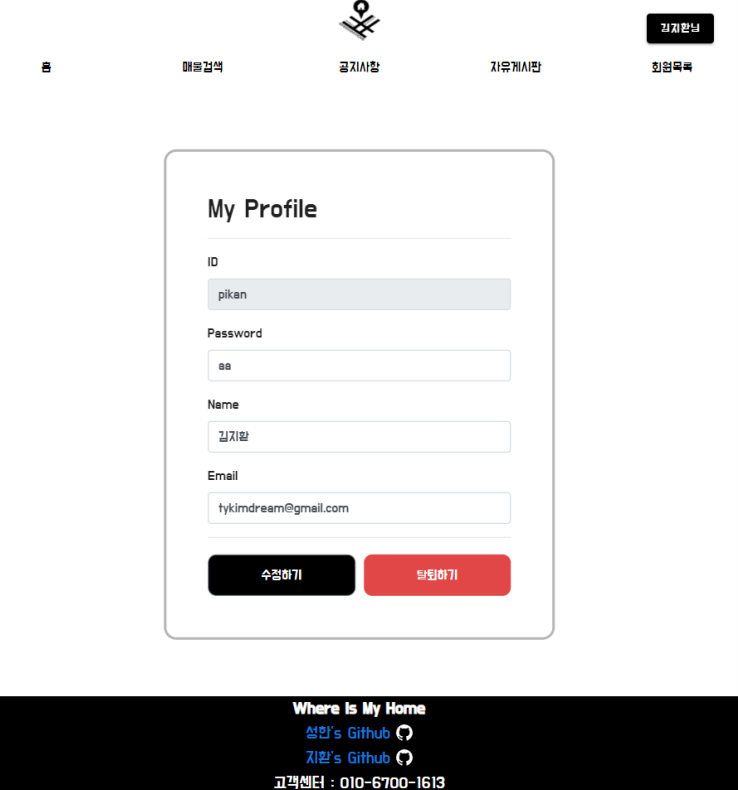 김지환님
홈 매물검색 공지사항 자유게시판 회원목록
My Profile
ID
pikan
Password
aa
Name
김지환
Email
tykimdream@gmail.com
수정하기 탈퇴하기
Where Is My Home
성한's Github
지환's Github
고객센터 : 010-6700-1613